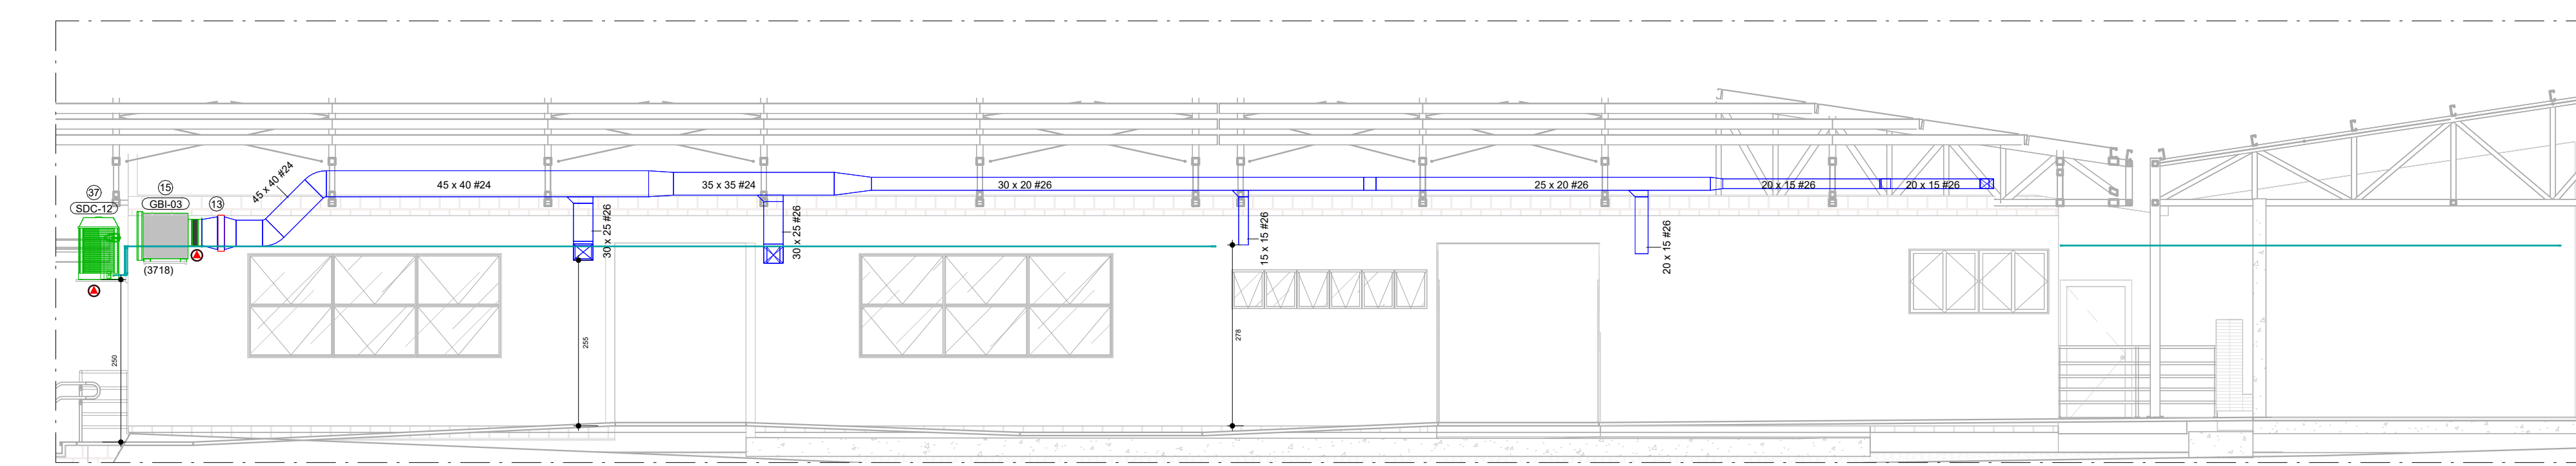 37
SDC-12
15
GBI-03
13
(3718)
45 x 40 #24
45 x 40 #24
35 x 35 #24
30 x 20 #26
25 x 20 #26
20 x 15 #26
20 x 15 #26
30 x 25 #26
30 x 25 #26
15 x 15 #26
20 x 15 #26
250
255
278